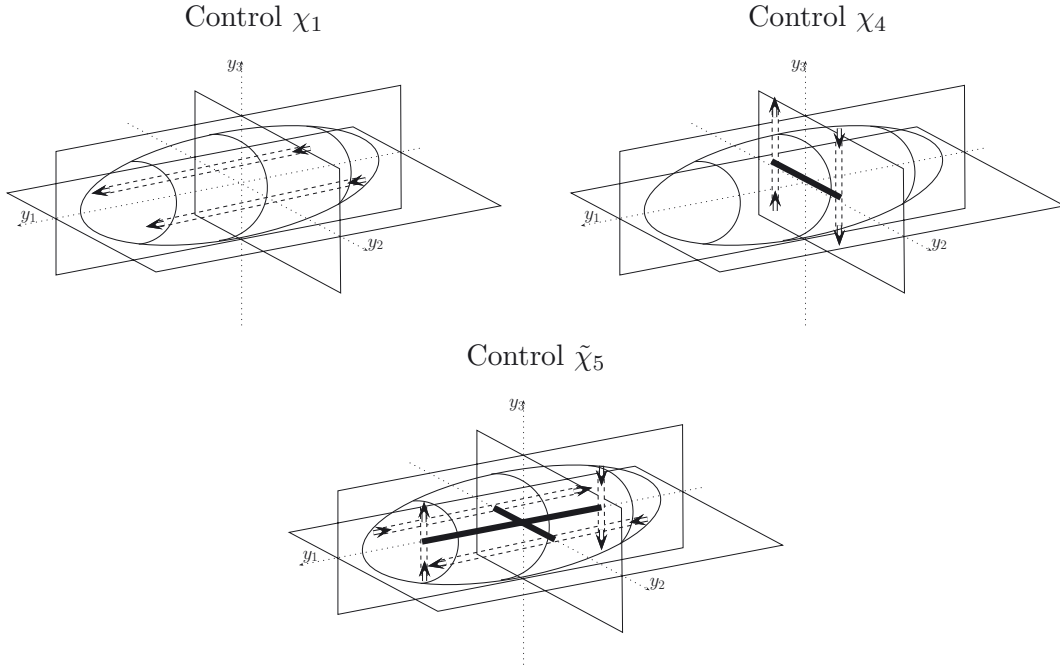 Control χ₁
Control χ₄
y₃
y₁
y₂
y₃
y₁
y₂
Control χ̃₅
y₃
y₁
y₂